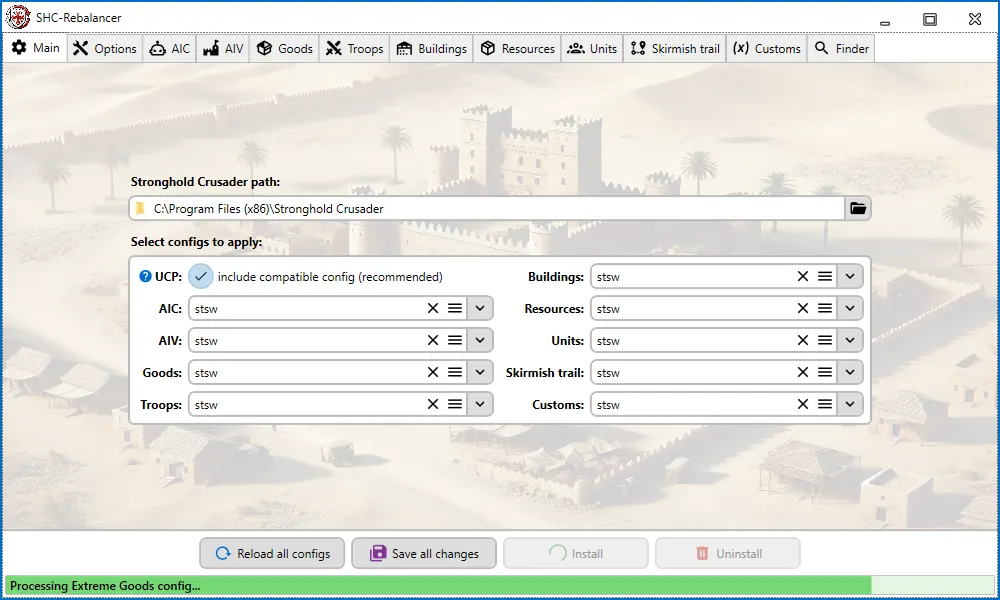 SHC-Rebalancer
Main Options AIC AIV Goods Troops Buildings Resources Units Skirmish trail (x) Customs Finder
Stronghold Crusader path:
C:\Program Files (x86)\Stronghold Crusader
Select configs to apply:
? UCP: include compatible config (recommended) Buildings: stsw
AIC: stsw Resources: stsw
AIV: stsw Units: stsw
Goods: stsw Skirmish trail: stsw
Troops: stsw Customs: stsw
Reload all configs Save all changes Install Uninstall
Processing Extreme Goods config...